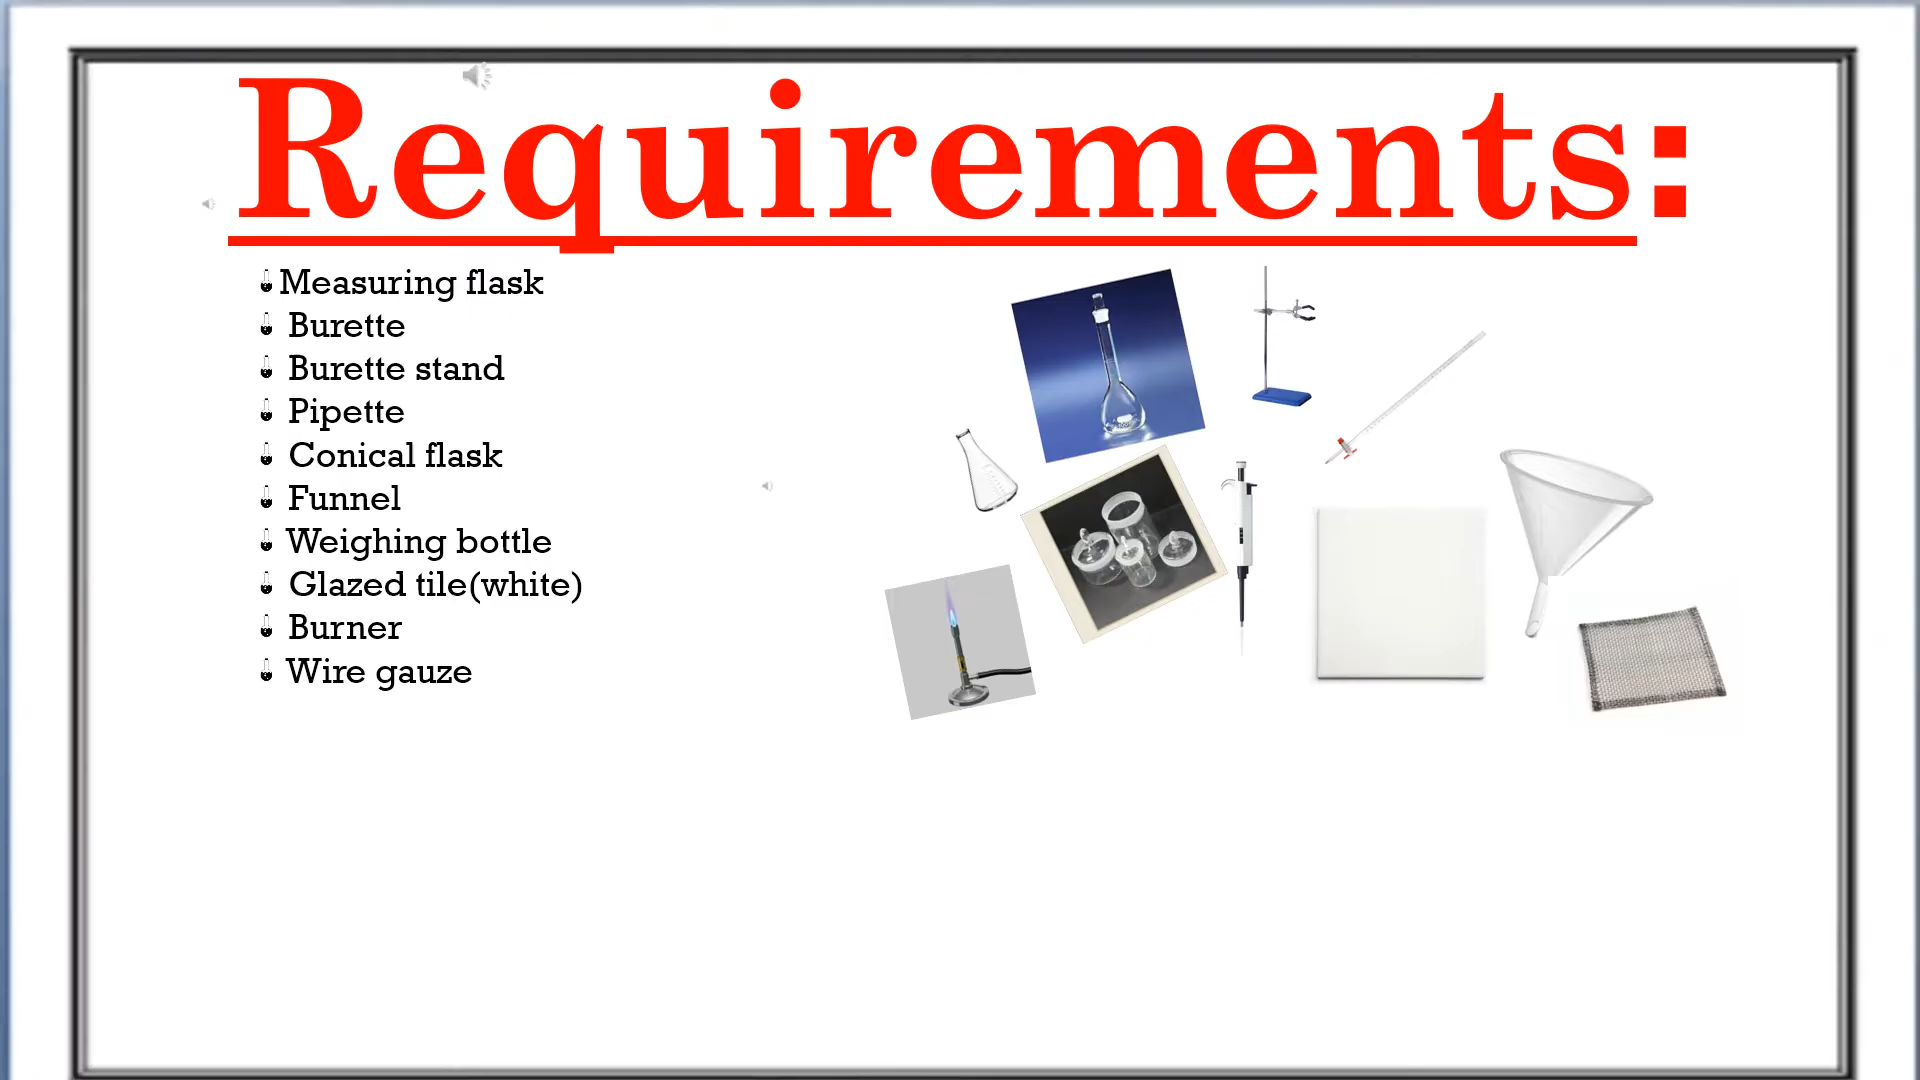 Requirements:
Measuring flask
Burette
Burette stand
Pipette
Conical flask
Funnel
Weighing bottle
Glazed tile(white)
Burner
Wire gauze